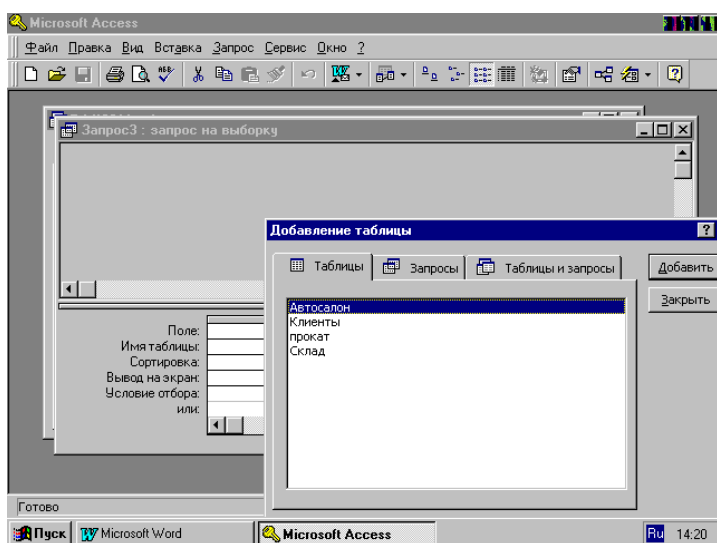 Microsoft Access
Файл Правка Вид Вставка Запрос Сервис Окно ?
Запрос3 : запрос на выборку
Добавление таблицы ?
Таблицы Запросы Таблицы и запросы
Добавить
Закрыть
Автосалон
Клиенты
прокат
Склад
Поле:
Имя таблицы:
Сортировка:
Вывод на экран:
Условие отбора:
или:
Готово
Пуск Microsoft Word Microsoft Access Ru 14:20